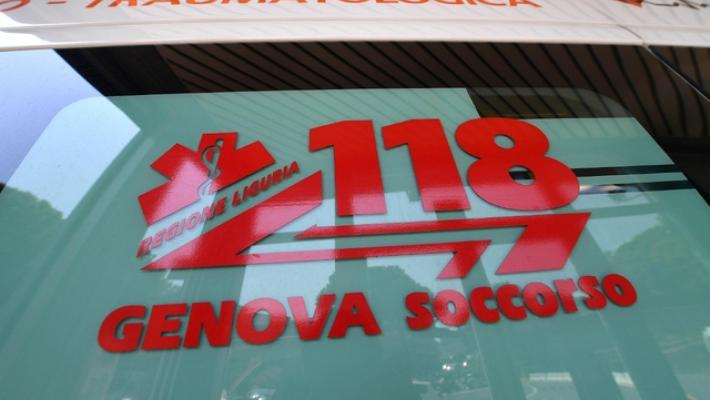 O - TRAUMATOLOGICA
118
REGIONE LIGURIA
GENOVA SOCCORSO